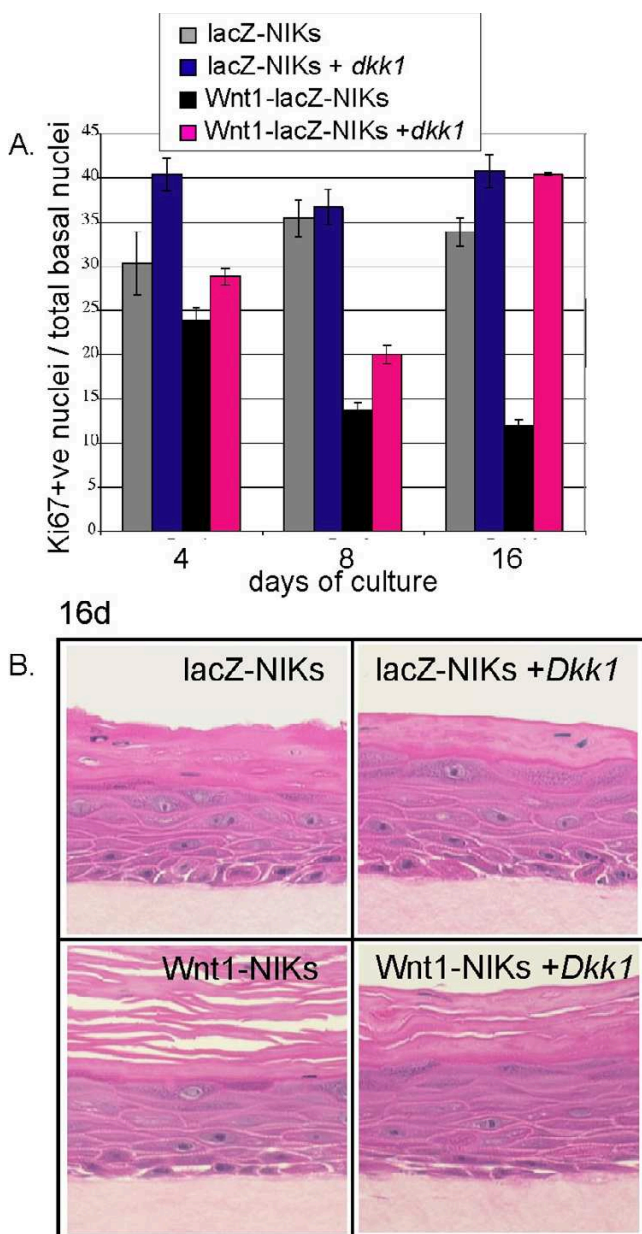 lacZ-NIKs
lacZ-NIKs + dkk1
Wnt1-lacZ-NIKs
Wnt1-lacZ-NIKs +dkk1
A.
45
40
35
30
25
20
15
10
5
0
Ki67+ve nuclei / total basal nuclei
4 8 16
days of culture
16d
B.
lacZ-NIKs
lacZ-NIKs +Dkk1
Wnt1-NIKs
Wnt1-NIKs +Dkk1